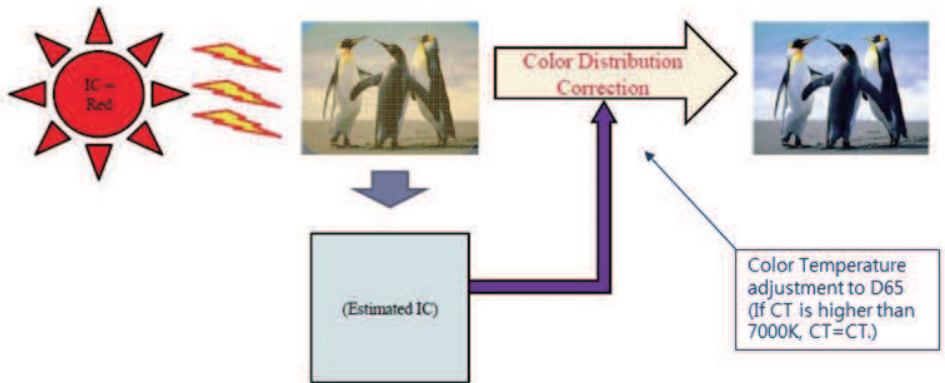 IC =
Red
Color Distribution
Correction
(Estimated IC)
Color Temperature
adjustment to D65
(If CT is higher than
7000K, CT=CT.)